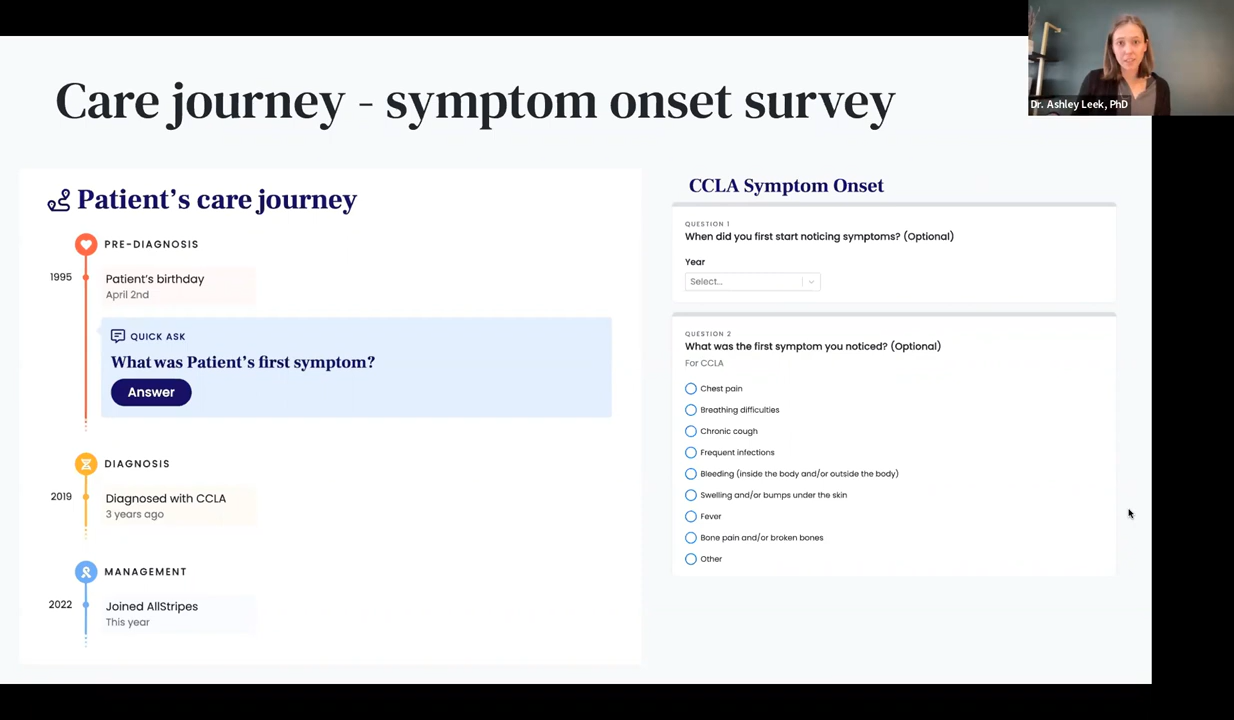 Care journey - symptom onset survey
Dr. Ashley Leek, PhD
Patient's care journey
PRE-DIAGNOSIS
1995
Patient's birthday
April 2nd
QUICK ASK
What was Patient's first symptom?
Answer
DIAGNOSIS
2019
Diagnosed with CCLA
3 years ago
MANAGEMENT
2022
Joined AllStripes
This year
CCLA Symptom Onset
QUESTION 1
When did you first start noticing symptoms? (Optional)
Year
Select...
QUESTION 2
What was the first symptom you noticed? (Optional)
For CCLA
Chest pain
Breathing difficulties
Chronic cough
Frequent infections
Bleeding (inside the body and/or outside the body)
Swelling and/or bumps under the skin
Fever
Bone pain and/or broken bones
Other